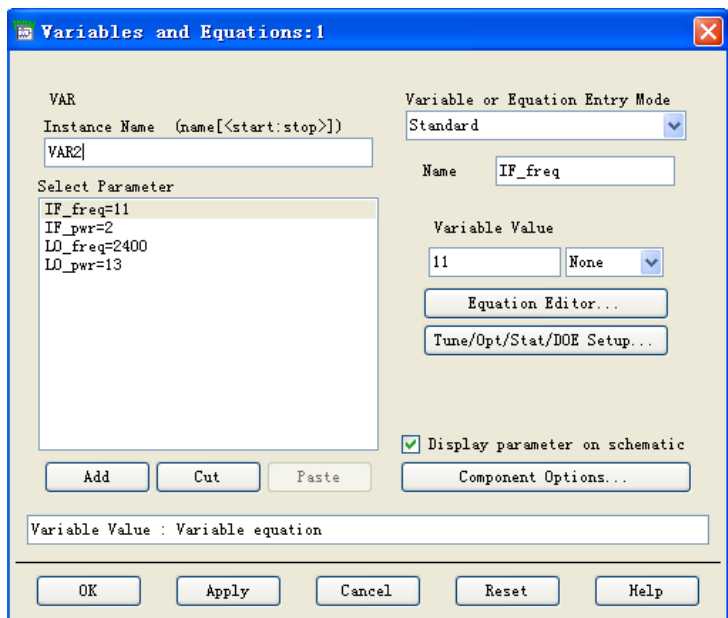 Variables and Equations:1
VAR
Instance Name (name[<start:stop>])
VAR2
Select Parameter
IF_freq=11
IF_pwr=2
LO_freq=2400
LO_pwr=13
Add
Cut
Paste
Variable or Equation Entry Mode
Standard
Name
IF_freq
Variable Value
11
None
Equation Editor...
Tune/Opt/Stat/DOE Setup...
Display parameter on schematic
Component Options...
Variable Value : Variable equation
OK
Apply
Cancel
Reset
Help